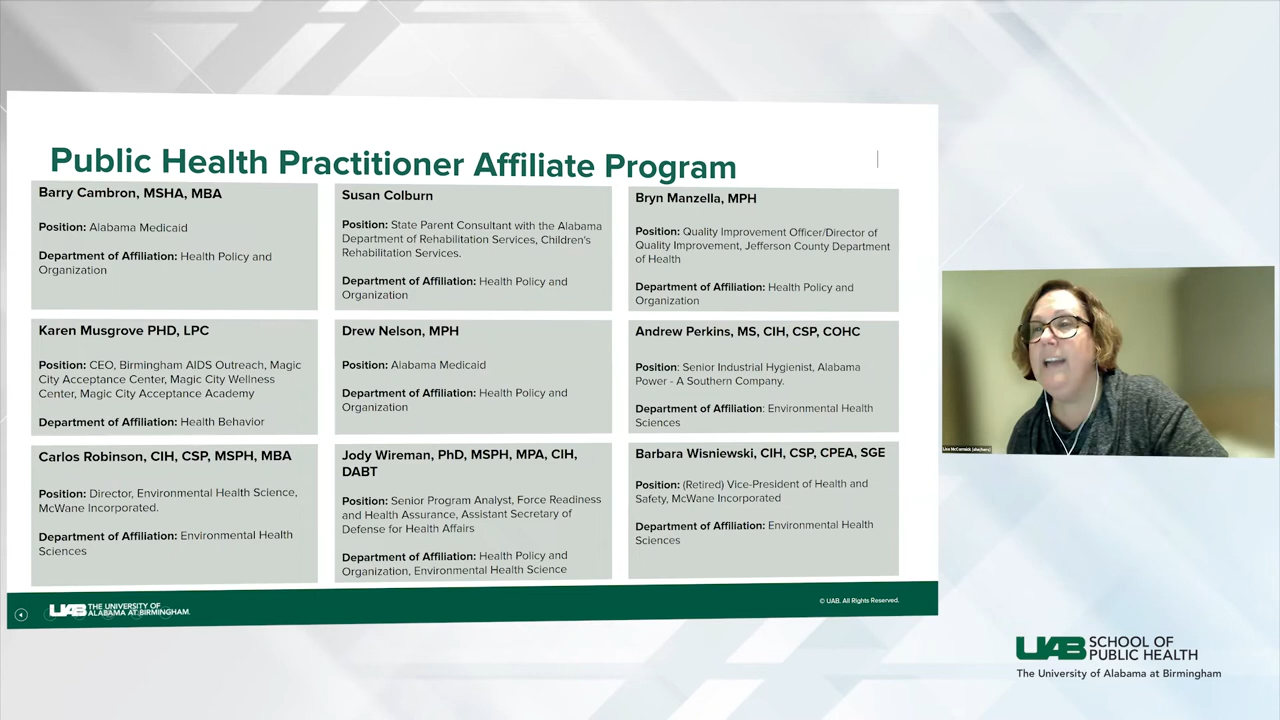 Public Health Practitioner Affiliate Program
Barry Cambron, MSHA, MBA
Position: Alabama Medicaid
Department of Affiliation: Health Policy and
Organization
Susan Colburn
Position: State Parent Consultant with the Alabama
Department of Rehabilitation Services, Children's
Rehabilitation Services.
Department of Affiliation: Health Policy and
Organization
Bryn Manzella, MPH
Position: Quality Improvement Officer/Director of
Quality Improvement, Jefferson County Department
of Health
Department of Affiliation: Health Policy and
Organization
Karen Musgrove PHD, LPC
Position: CEO, Birmingham AIDS Outreach, Magic
City Acceptance Center, Magic City Wellness
Center, Magic City Acceptance Academy
Department of Affiliation: Health Behavior
Drew Nelson, MPH
Position: Alabama Medicaid
Department of Affiliation: Health Policy and
Organization
Andrew Perkins, MS, CIH, CSP, COHC
Position: Senior Industrial Hygienist, Alabama
Power - A Southern Company.
Department of Affiliation: Environmental Health
Sciences
Carlos Robinson, CIH, CSP, MSPH, MBA
Position: Director, Environmental Health Science,
McWane Incorporated.
Department of Affiliation: Environmental Health
Sciences
Jody Wireman, PhD, MSPH, MPA, CIH,
DABT
Position: Senior Program Analyst, Force Readiness
and Health Assurance, Assistant Secretary of
Defense for Health Affairs
Department of Affiliation: Health Policy and
Organization, Environmental Health Science
Barbara Wisniewski, CIH, CSP, CPEA, SGE
Position: (Retired) Vice-President of Health and
Safety, McWane Incorporated
Department of Affiliation: Environmental Health
Sciences
UAB THE UNIVERSITY OF
ALABAMA AT BIRMINGHAM.
© UAB. All Rights Reserved.
Lisa McCormick
UAB SCHOOL OF
PUBLIC HEALTH
The University of Alabama at Birmingham